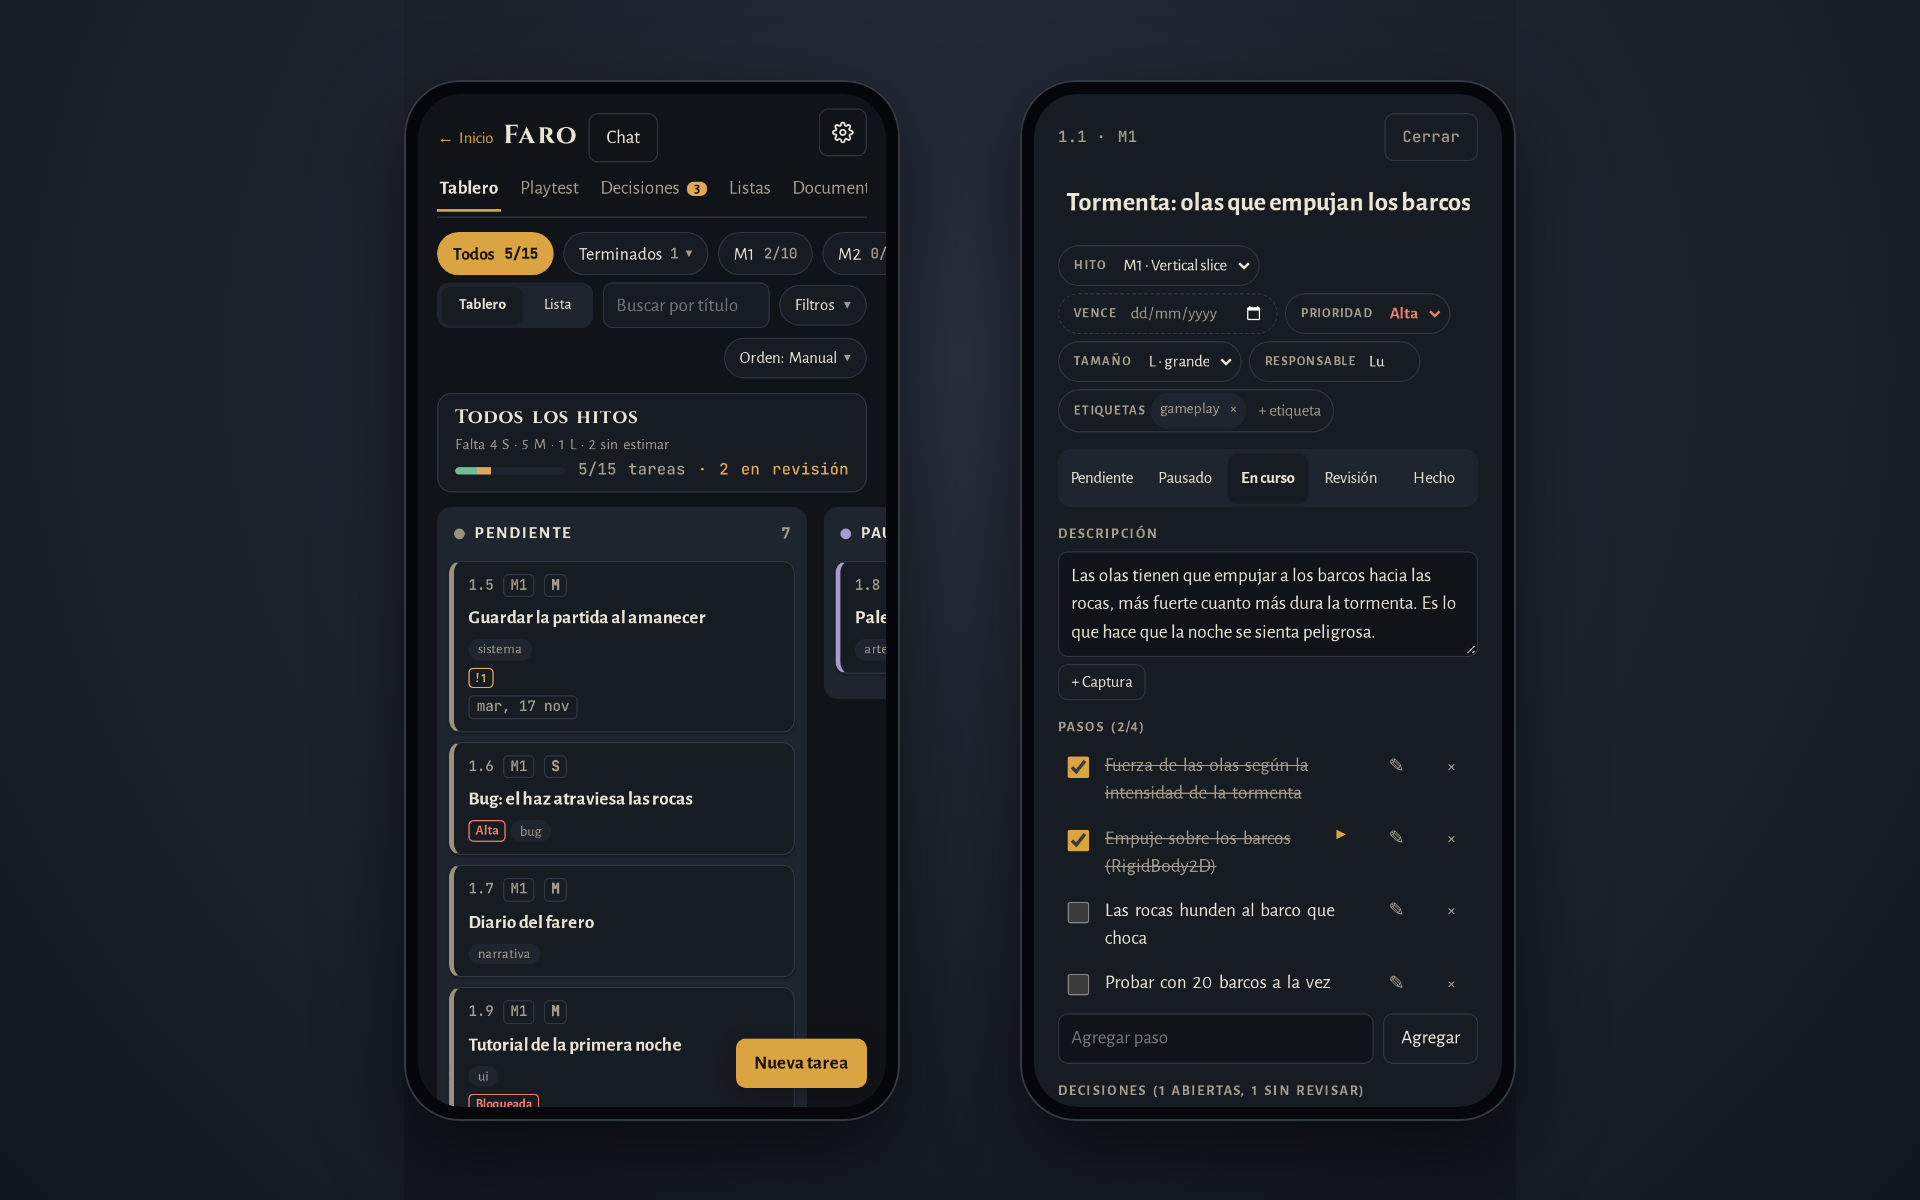 ← Inicio FARO Chat
Tablero Playtest Decisiones 3 Listas Document
Todos 5/15 Terminados 1 ▾ M1 2/10 M2 0/
Tablero Lista Buscar por título Filtros ▾
Orden: Manual ▾
TODOS LOS HITOS
Falta 4 S · 5 M · 1 L · 2 sin estimar
5/15 tareas · 2 en revisión
PENDIENTE 7
1.5 M1 M
Guardar la partida al amanecer
sistema
!1
mar, 17 nov
1.6 M1 S
Bug: el haz atraviesa las rocas
Alta bug
1.7 M1 M
Diario del farero
narrativa
1.9 M1 M
Tutorial de la primera noche
ui
Bloqueada
PAU
1.8
Pale
arte
Nueva tarea
1.1 · M1 Cerrar
Tormenta: olas que empujan los barcos
HITO M1 · Vertical slice
VENCE dd/mm/yyyy PRIORIDAD Alta
TAMAÑO L · grande RESPONSABLE Lu
ETIQUETAS gameplay × + etiqueta
Pendiente Pausado En curso Revisión Hecho
DESCRIPCIÓN
Las olas tienen que empujar a los barcos hacia las
rocas, más fuerte cuanto más dura la tormenta. Es lo
que hace que la noche se sienta peligrosa.
+ Captura
PASOS (2/4)
Fuerza de las olas según la ✎ ×
intensidad de la tormenta
Empuje sobre los barcos ▶ ✎ ×
(RigidBody2D)
Las rocas hunden al barco que ✎ ×
choca
Probar con 20 barcos a la vez ✎ ×
Agregar paso Agregar
DECISIONES (1 ABIERTAS, 1 SIN REVISAR)